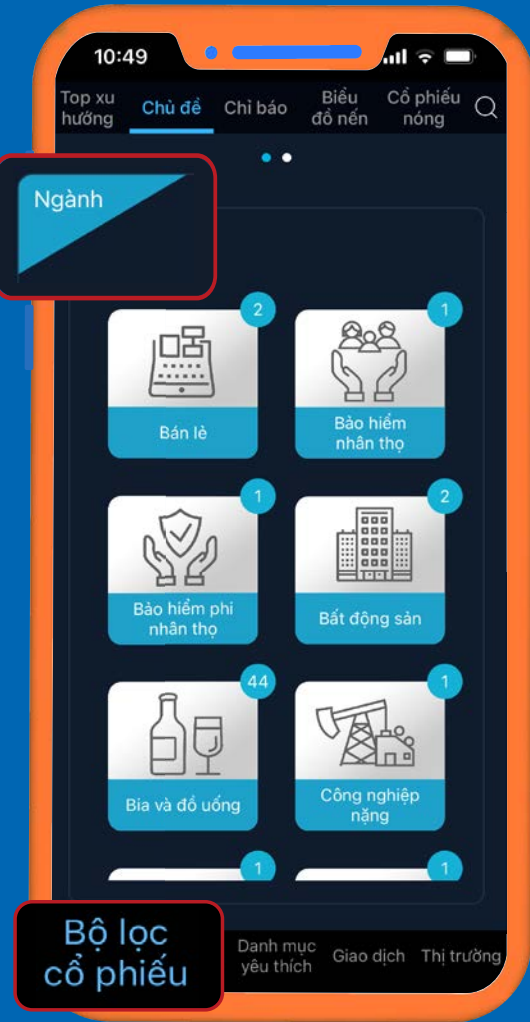 10:49
Top xu
hướng
Chủ đề
Chỉ báo
Biểu
đồ nến
Cổ phiếu
nóng
Ngành
2
Bán lẻ
1
Bảo hiểm
nhân thọ
1
Bảo hiểm phi
nhân thọ
2
Bất động sản
44
Bia và đồ uống
1
Công nghiệp
nặng
1
1
Bộ lọc
cổ phiếu
Danh mục
yêu thích
Giao dịch
Thị trường